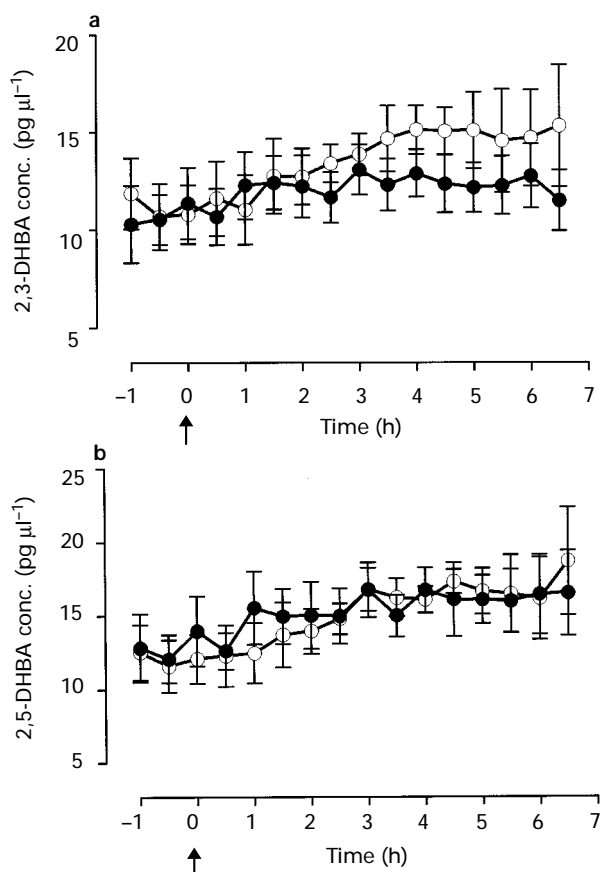 a
20
15
10
5
2,3-DHBA conc. (pg µl⁻¹)
–1 0 1 2 3 4 5 6 7
Time (h)
b
25
20
15
10
5
2,5-DHBA conc. (pg µl⁻¹)
–1 0 1 2 3 4 5 6 7
Time (h)